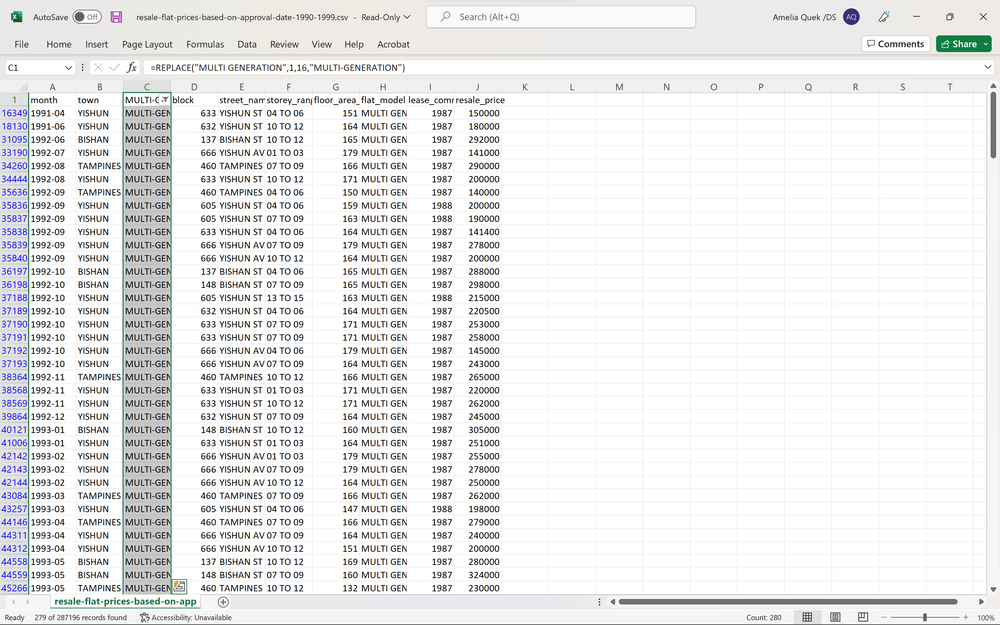 AutoSave Off resale-flat-prices-based-on-approval-date-1990-1999.csv - Read-Only Search (Alt+Q) Amelia Quek /DS AQ
File Home Insert Page Layout Formulas Data Review View Help Acrobat Comments Share
C1 fx =REPLACE("MULTI GENERATION",1,16,"MULTI-GENERATION")
A B C D E F G H I J K L M N O P Q R S T
1 month town MULTI-G block street_nam storey_rang floor_area_ flat_model lease_comm resale_price
16349 1991-04 YISHUN MULTI-GEN 633 YISHUN ST 04 TO 06 151 MULTI GEN 1987 150000
18130 1991-06 YISHUN MULTI-GEN 632 YISHUN ST 10 TO 12 164 MULTI GEN 1987 180000
31095 1992-06 BISHAN MULTI-GEN 137 BISHAN ST 10 TO 12 165 MULTI GEN 1987 292000
33190 1992-07 YISHUN MULTI-GEN 666 YISHUN AV 01 TO 03 179 MULTI GEN 1987 141000
34260 1992-08 TAMPINES MULTI-GEN 460 TAMPINES 07 TO 09 166 MULTI GEN 1987 290000
34444 1992-08 YISHUN MULTI-GEN 633 YISHUN ST 10 TO 12 171 MULTI GEN 1987 200000
35636 1992-09 TAMPINES MULTI-GEN 460 TAMPINES 04 TO 06 150 MULTI GEN 1987 140000
35836 1992-09 YISHUN MULTI-GEN 605 YISHUN ST 04 TO 06 159 MULTI GEN 1988 200000
35837 1992-09 YISHUN MULTI-GEN 605 YISHUN ST 07 TO 09 163 MULTI GEN 1988 190000
35838 1992-09 YISHUN MULTI-GEN 633 YISHUN ST 04 TO 06 164 MULTI GEN 1987 141400
35839 1992-09 YISHUN MULTI-GEN 666 YISHUN AV 07 TO 09 179 MULTI GEN 1987 278000
35840 1992-09 YISHUN MULTI-GEN 666 YISHUN AV 10 TO 12 164 MULTI GEN 1987 200000
36197 1992-10 BISHAN MULTI-GEN 137 BISHAN ST 04 TO 06 165 MULTI GEN 1987 288000
36198 1992-10 BISHAN MULTI-GEN 148 BISHAN ST 07 TO 09 165 MULTI GEN 1987 298000
37188 1992-10 YISHUN MULTI-GEN 605 YISHUN ST 13 TO 15 163 MULTI GEN 1988 215000
37189 1992-10 YISHUN MULTI-GEN 632 YISHUN ST 04 TO 06 164 MULTI GEN 1987 220500
37190 1992-10 YISHUN MULTI-GEN 633 YISHUN ST 07 TO 09 171 MULTI GEN 1987 253000
37191 1992-10 YISHUN MULTI-GEN 633 YISHUN ST 07 TO 09 171 MULTI GEN 1987 258000
37192 1992-10 YISHUN MULTI-GEN 666 YISHUN AV 04 TO 06 179 MULTI GEN 1987 145000
37193 1992-10 YISHUN MULTI-GEN 666 YISHUN AV 07 TO 09 164 MULTI GEN 1987 243000
38364 1992-11 TAMPINES MULTI-GEN 460 TAMPINES 10 TO 12 166 MULTI GEN 1987 265000
38568 1992-11 YISHUN MULTI-GEN 633 YISHUN ST 01 TO 03 171 MULTI GEN 1987 220000
38569 1992-11 YISHUN MULTI-GEN 633 YISHUN ST 10 TO 12 171 MULTI GEN 1987 262000
39864 1992-12 YISHUN MULTI-GEN 632 YISHUN ST 07 TO 09 164 MULTI GEN 1987 245000
40121 1993-01 BISHAN MULTI-GEN 148 BISHAN ST 10 TO 12 160 MULTI GEN 1987 305000
41006 1993-01 YISHUN MULTI-GEN 633 YISHUN ST 01 TO 03 164 MULTI GEN 1987 251000
42142 1993-02 YISHUN MULTI-GEN 666 YISHUN AV 01 TO 03 179 MULTI GEN 1987 255000
42143 1993-02 YISHUN MULTI-GEN 666 YISHUN AV 07 TO 09 179 MULTI GEN 1987 278000
42144 1993-02 YISHUN MULTI-GEN 666 YISHUN AV 10 TO 12 164 MULTI GEN 1987 250000
43084 1993-03 TAMPINES MULTI-GEN 460 TAMPINES 07 TO 09 166 MULTI GEN 1987 262000
43257 1993-03 YISHUN MULTI-GEN 605 YISHUN ST 04 TO 06 147 MULTI GEN 1988 198000
44146 1993-04 TAMPINES MULTI-GEN 460 TAMPINES 07 TO 09 166 MULTI GEN 1987 279000
44311 1993-04 YISHUN MULTI-GEN 666 YISHUN AV 07 TO 09 164 MULTI GEN 1987 240000
44312 1993-04 YISHUN MULTI-GEN 666 YISHUN AV 10 TO 12 151 MULTI GEN 1987 200000
44558 1993-05 BISHAN MULTI-GEN 137 BISHAN ST 10 TO 12 169 MULTI GEN 1987 280000
44559 1993-05 BISHAN MULTI-GEN 148 BISHAN ST 07 TO 09 160 MULTI GEN 1987 324000
45266 1993-05 TAMPINES MULTI-GEN 460 TAMPINES 10 TO 12 132 MULTI GEN 1987 230000
resale-flat-prices-based-on-app
Ready 279 of 287196 records found Accessibility: Unavailable Count: 280 100%